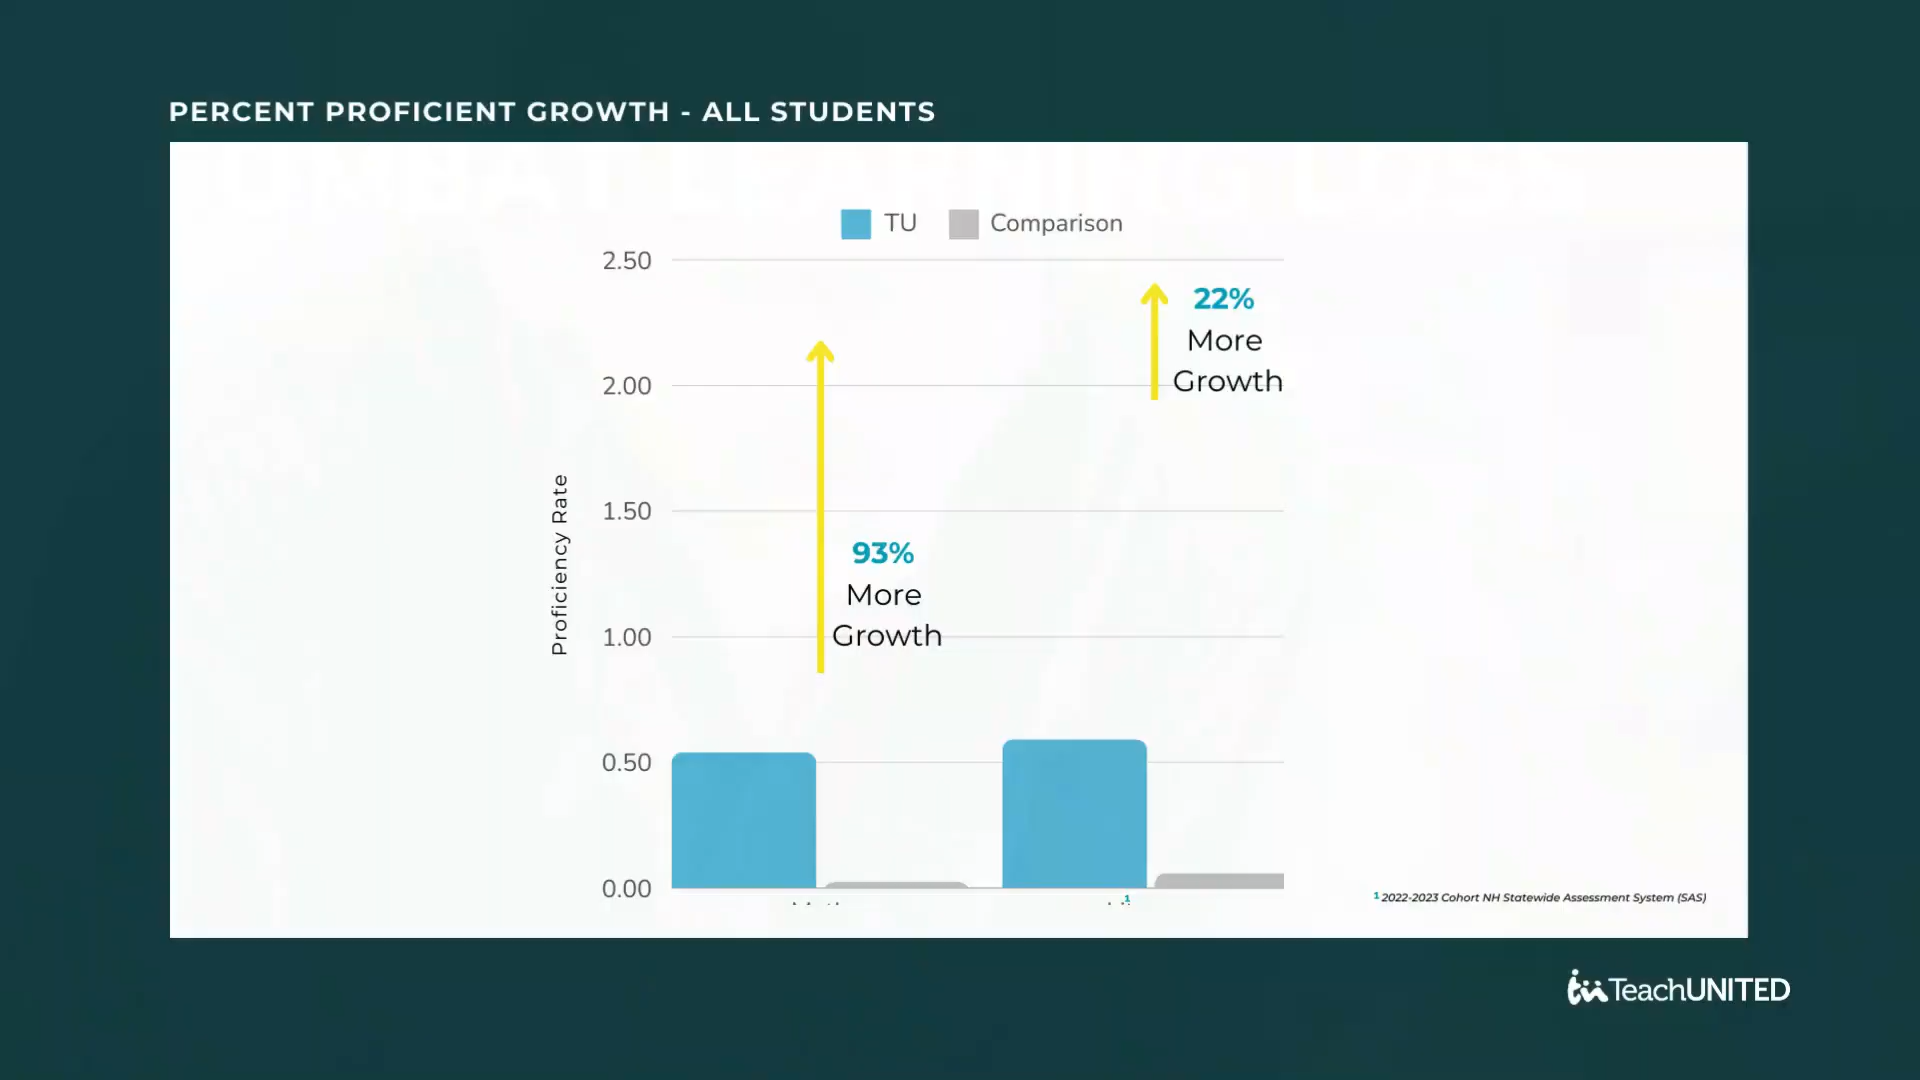 PERCENT PROFICIENT GROWTH - ALL STUDENTS
TU
Comparison
2.50
22%
More
Growth
2.00
1.50
93%
More
Growth
1.00
0.50
0.00
Proficiency Rate
1
1 2022-2023 Cohort NH Statewide Assessment System (SAS)
TeachUNITED